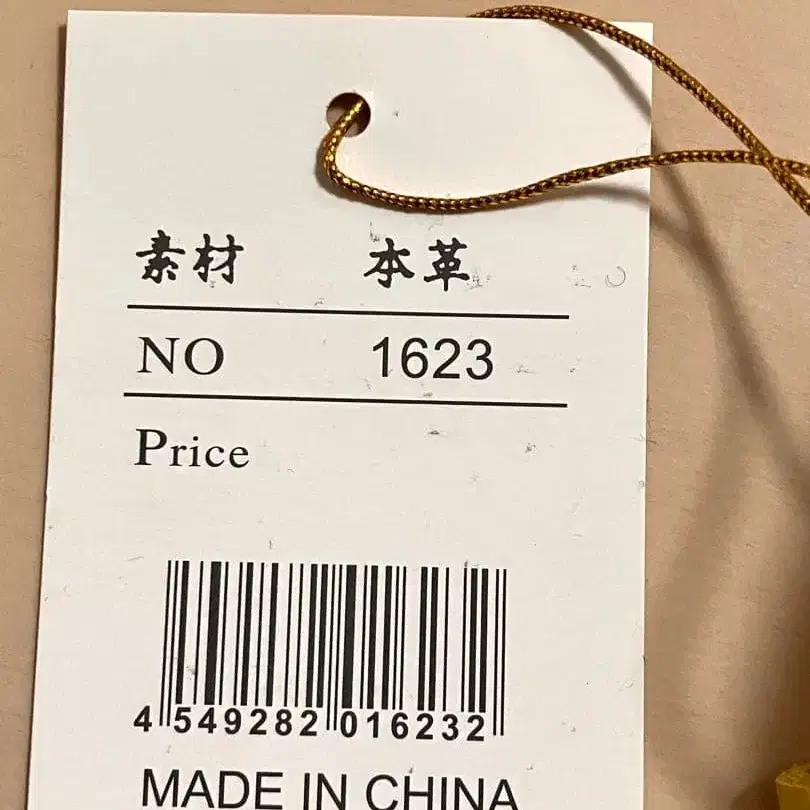 素材 本革
NO 1623
Price
4 549282 016232
MADE IN CHINA